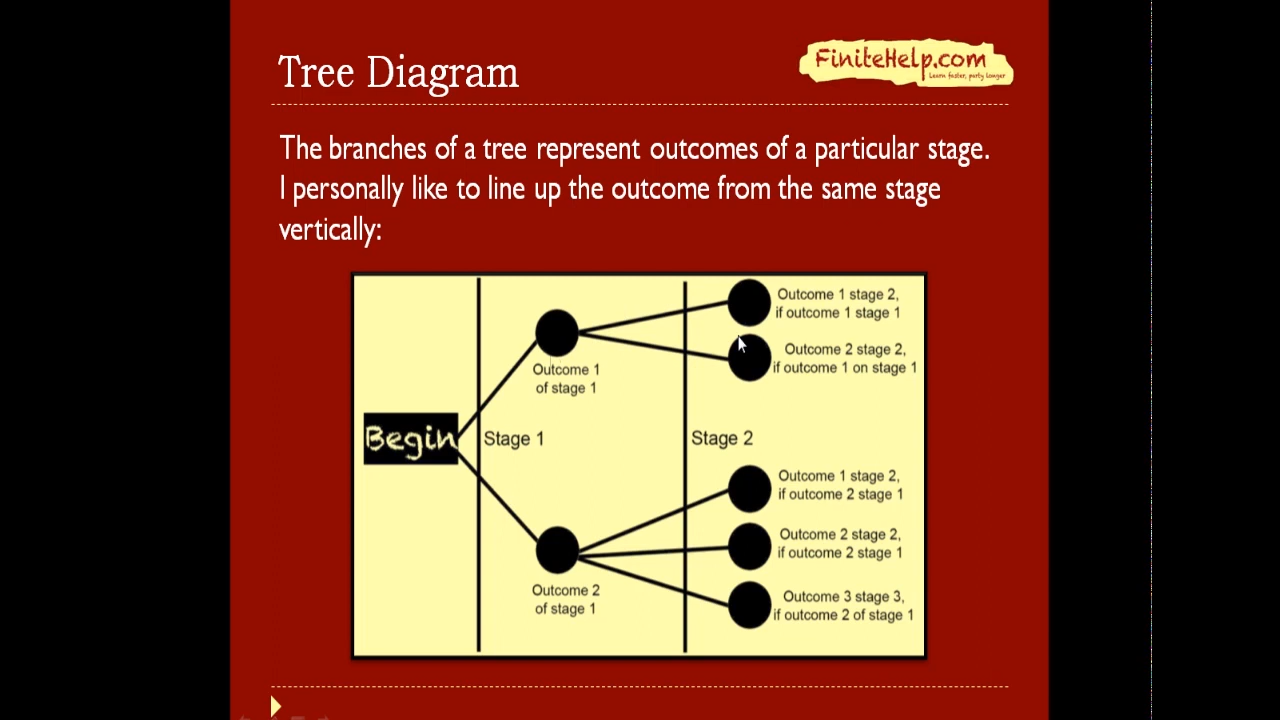 Tree Diagram
FiniteHelp.com
Learn faster, party longer
The branches of a tree represent outcomes of a particular stage.
I personally like to line up the outcome from the same stage
vertically:
Outcome 1 stage 2,
if outcome 1 stage 1
Outcome 2 stage 2,
if outcome 1 on stage 1
Outcome 1
of stage 1
Begin
Stage 1
Stage 2
Outcome 1 stage 2,
if outcome 2 stage 1
Outcome 2 stage 2,
if outcome 2 stage 1
Outcome 2
of stage 1
Outcome 3 stage 3,
if outcome 2 of stage 1